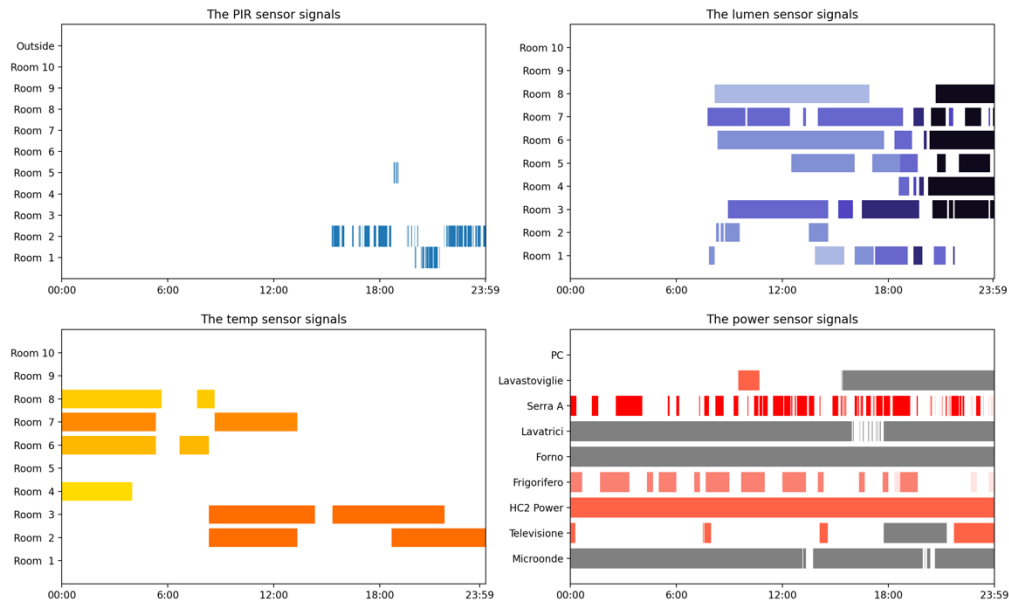 The PIR sensor signals
Outside
Room 10
Room 9
Room 8
Room 7
Room 6
Room 5
Room 4
Room 3
Room 2
Room 1
00:00 6:00 12:00 18:00 23:59
The lumen sensor signals
Room 10
Room 9
Room 8
Room 7
Room 6
Room 5
Room 4
Room 3
Room 2
Room 1
00:00 6:00 12:00 18:00 23:59
The temp sensor signals
Room 10
Room 9
Room 8
Room 7
Room 6
Room 5
Room 4
Room 3
Room 2
Room 1
00:00 6:00 12:00 18:00 23:59
The power sensor signals
PC
Lavastoviglie
Serra A
Lavatrici
Forno
Frigorifero
HC2 Power
Televisione
Microonde
00:00 6:00 12:00 18:00 23:59